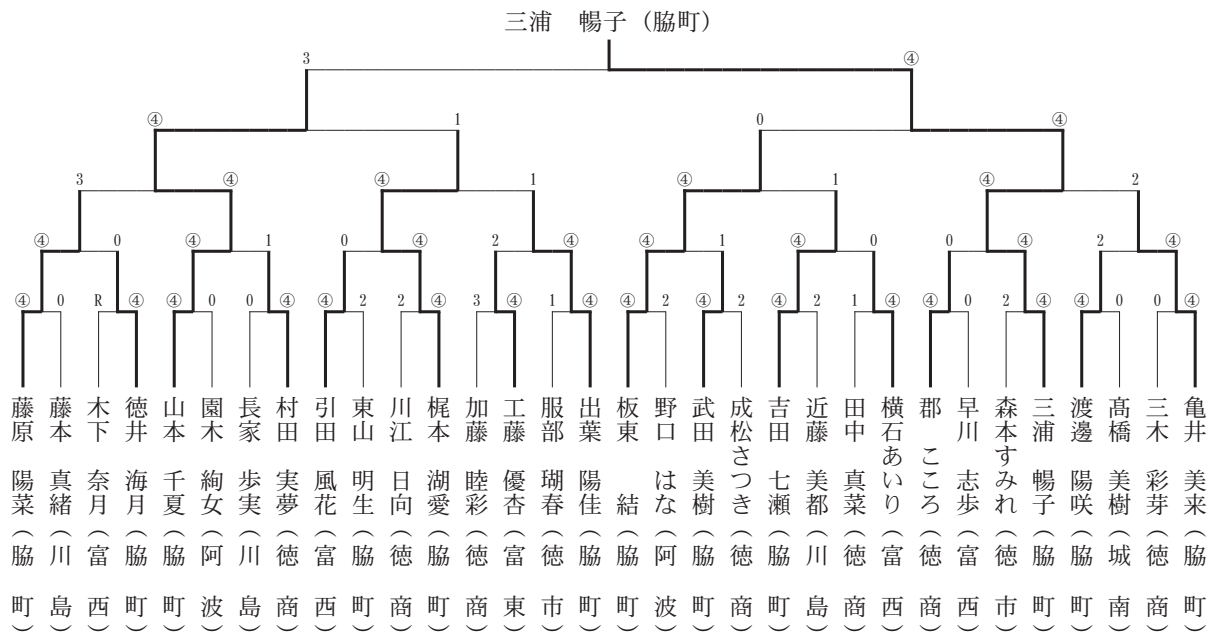 三浦　暢子（脇町）
3 ④
④ 1 0 ④
3 ④ ④ 1 ④ 1 ④ 2
④ 0 ④ 1 0 ④ 2 ④ ④ 1 ④ 0 0 ④ 2 ④
④ 0 R ④ ④ 0 0 ④ ④ 2 2 ④ 3 ④ 1 ④ ④ 2 ④ 2 ④ 2 1 ④ ④ 0 2 ④ ④ 0 0 ④
藤原　陽菜（脇町）
藤本　真緒（川島）
木下　奈月（富西）
徳井　海月（脇町）
山本　千夏（脇町）
園木　絢女（阿波）
長家　歩実（川島）
村田　実夢（徳商）
引田　風花（富西）
東山　明生（脇町）
川江　日向（徳商）
梶本　湖愛（脇町）
加藤　睦彩（徳商）
工藤　優杏（富東）
服部　瑚春（徳市）
出葉　陽佳（脇町）
板東　　結（脇町）
野口　はな（阿波）
武田　美樹（脇町）
成松さつき（徳商）
吉田　七瀬（脇町）
近藤　美都（川島）
田中　真菜（徳商）
横石あいり（富西）
郡　こころ（徳商）
早川　志歩（富西）
森本すみれ（徳市）
三浦　暢子（脇町）
渡邊　陽咲（脇町）
髙橋　美樹（城南）
三木　彩芽（徳商）
亀井　美来（脇町）